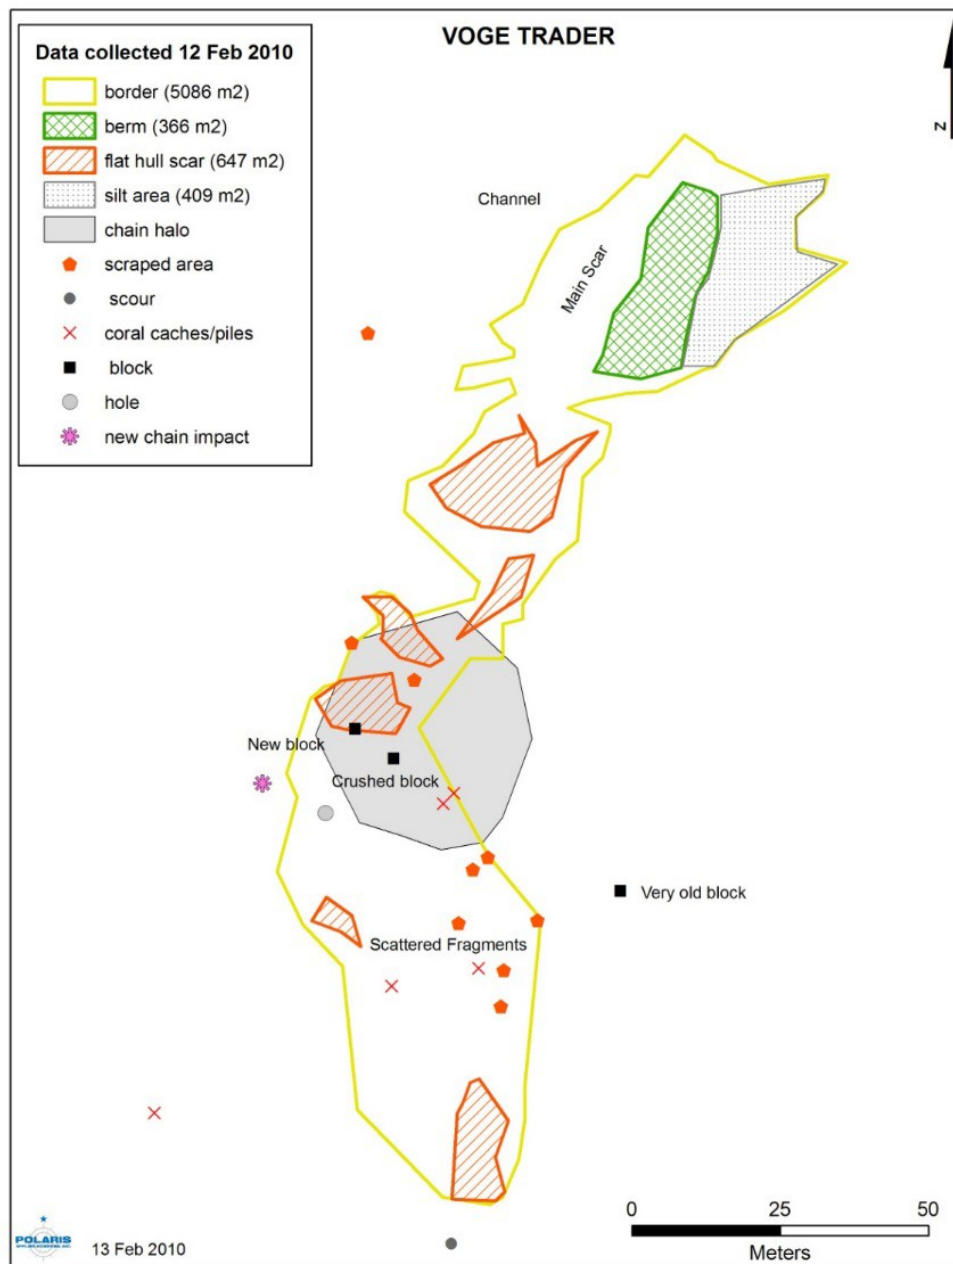 VOGE TRADER
Data collected 12 Feb 2010
border (5086 m2)
berm (366 m2)
flat hull scar (647 m2)
silt area (409 m2)
chain halo
scraped area
scour
coral caches/piles
block
hole
new chain impact
N
Channel
Main Scar
New block
Crushed block
Very old block
Scattered Fragments
POLARIS
13 Feb 2010
0 25 50
Meters